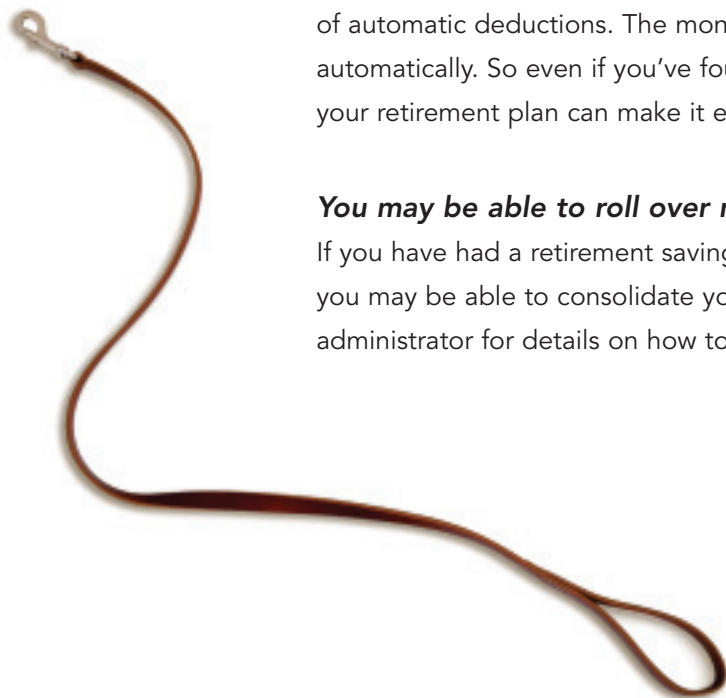 of automatic deductions. The mon
automatically. So even if you’ve fou
your retirement plan can make it e
You may be able to roll over
If you have had a retirement saving
you may be able to consolidate yo
administrator for details on how to